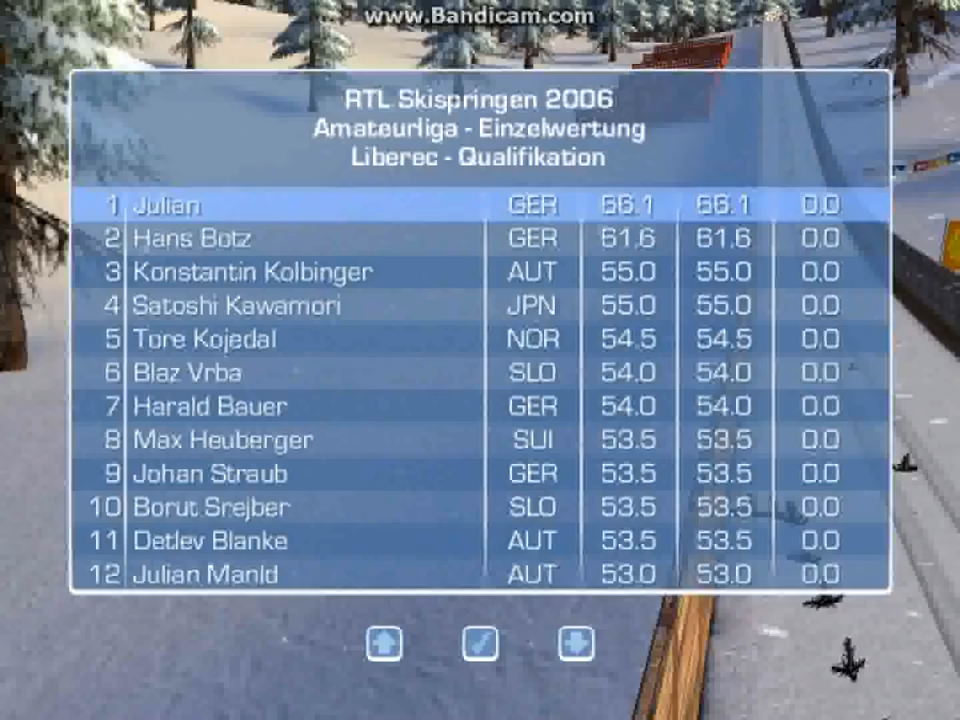 www.Bandicam.com
RTL Skispringen 2006
Amateurliga - Einzelwertung
Liberec - Qualifikation
1 Julian GER 66.1 66.1 0.0
2 Hans Botz GER 61.6 61.6 0.0
3 Konstantin Kolbinger AUT 55.0 55.0 0.0
4 Satoshi Kawamori JPN 55.0 55.0 0.0
5 Tore Kojedal NOR 54.5 54.5 0.0
6 Blaz Vrba SLO 54.0 54.0 0.0
7 Harald Bauer GER 54.0 54.0 0.0
8 Max Heuberger SUI 53.5 53.5 0.0
9 Johan Straub GER 53.5 53.5 0.0
10 Borut Srejber SLO 53.5 53.5 0.0
11 Detlev Blanke AUT 53.5 53.5 0.0
12 Julian Manld AUT 53.0 53.0 0.0